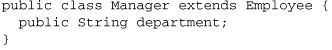 public class Manager extends Employee {
  public String department;
}